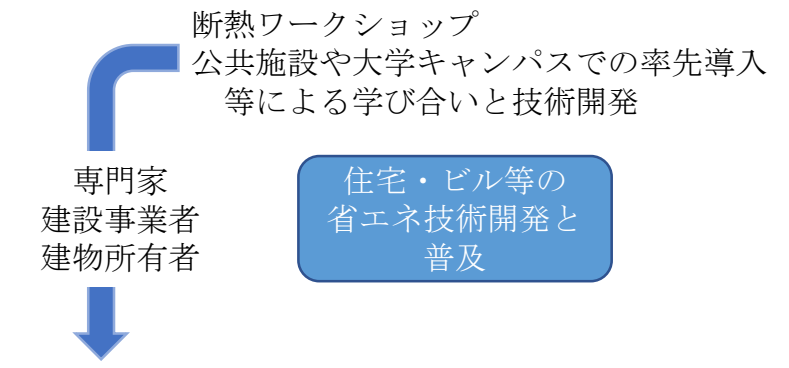 断熱ワークショップ
公共施設や大学キャンパスでの率先導入
等による学び合いと技術開発
専門家
建設事業者
建物所有者
住宅・ビル等の
省エネ技術開発と
普及